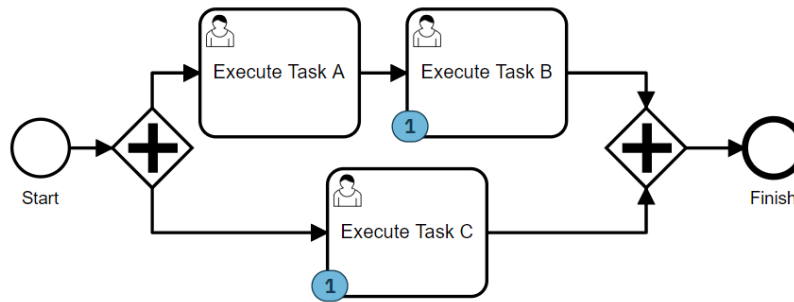 Execute Task A
Execute Task B
1
Start
Finish
Execute Task C
1